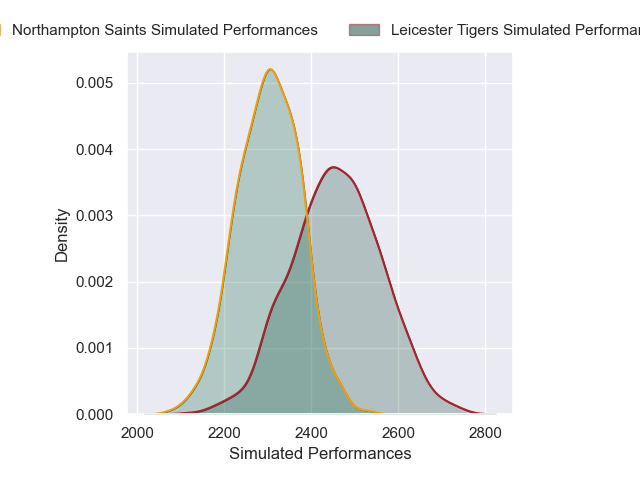 Northampton Saints Simulated Performances
Leicester Tigers Simulated
0.005
0.004
0.003
0.002
0.001
0.000
Density
2000 2200 2400 2600 2800
Simulated Performances